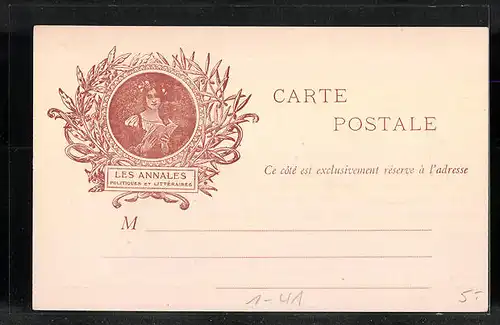 LES ANNALES
POLITIQUES ET LITTÉRAIRES
CARTE
POSTALE
Ce côté est exclusivement réservé à l'adresse
M
1-41
5.-